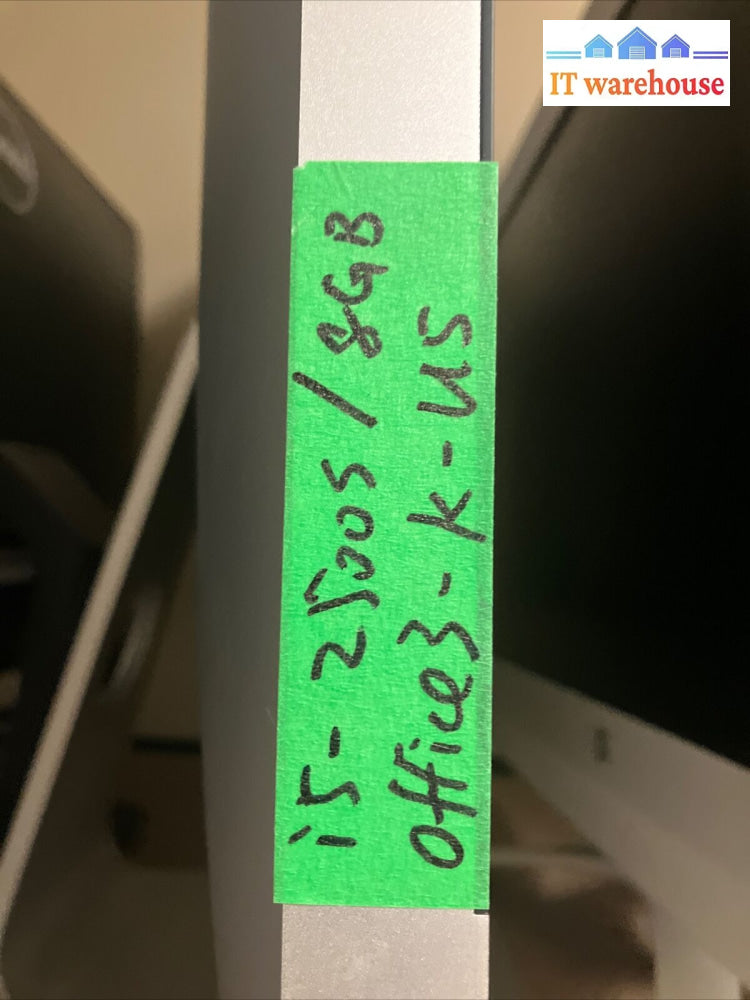 IT warehouse
i5-2500S/8GB
Office3-K-US